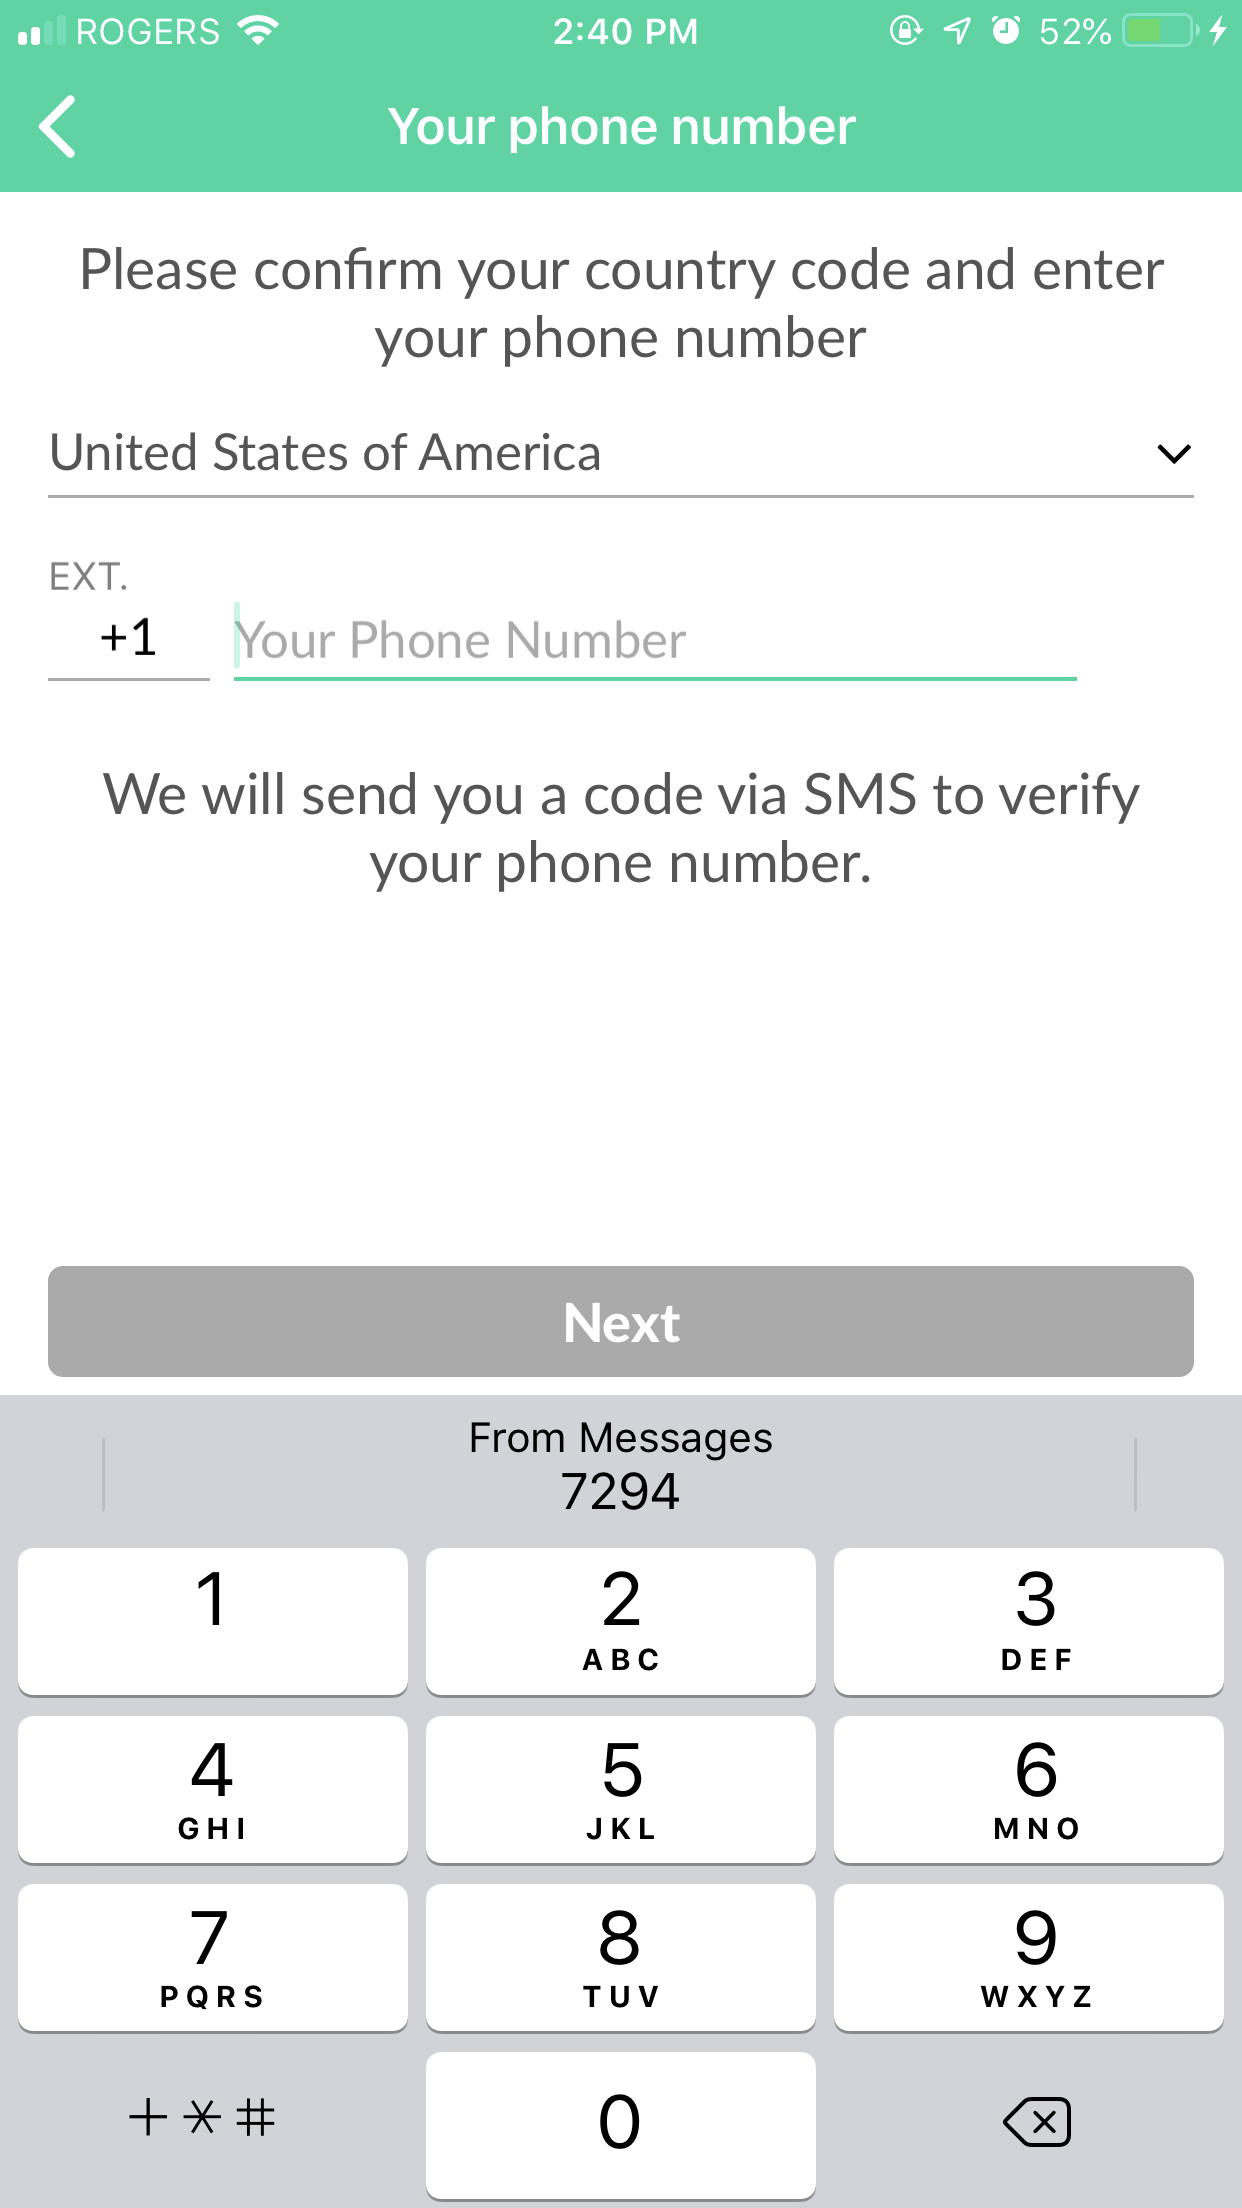 ROGERS 2:40 PM 52%
Your phone number
Please confirm your country code and enter
your phone number
United States of America
EXT.
+1 Your Phone Number
We will send you a code via SMS to verify
your phone number.
Next
From Messages
7294
1 2 3
ABC DEF
4 5 6
GHI JKL MNO
7 8 9
PQRS TUV WXYZ
+*# 0